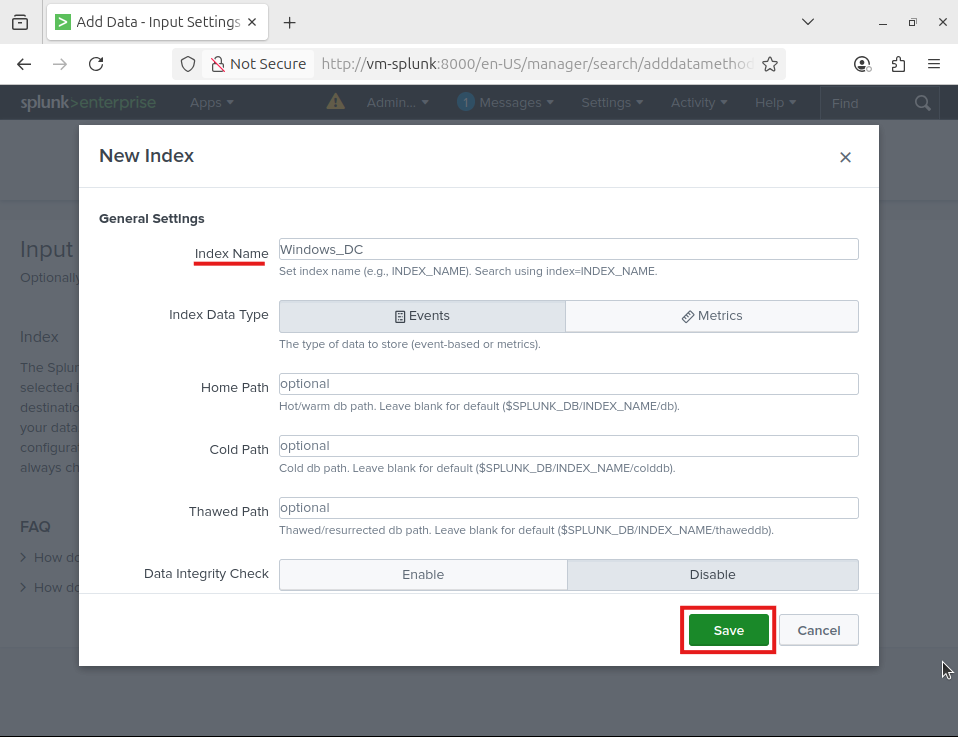 Add Data - Input Settings
Not Secure http://vm-splunk:8000/en-US/manager/search/adddatamethod
splunk>enterprise Apps Admin... 1 Messages Settings Activity Help Find
New Index
General Settings
Index Name Windows_DC
Set index name (e.g., INDEX_NAME). Search using index=INDEX_NAME.
Index Data Type Events Metrics
The type of data to store (event-based or metrics).
Home Path optional
Hot/warm db path. Leave blank for default ($SPLUNK_DB/INDEX_NAME/db).
Cold Path optional
Cold db path. Leave blank for default ($SPLUNK_DB/INDEX_NAME/colddb).
Thawed Path optional
Thawed/resurrected db path. Leave blank for default ($SPLUNK_DB/INDEX_NAME/thaweddb).
Data Integrity Check Enable Disable
Save Cancel
Input
Optionally
Index
The Splun
selected
destinatio
your data
configura
always ch
FAQ
How do
How do